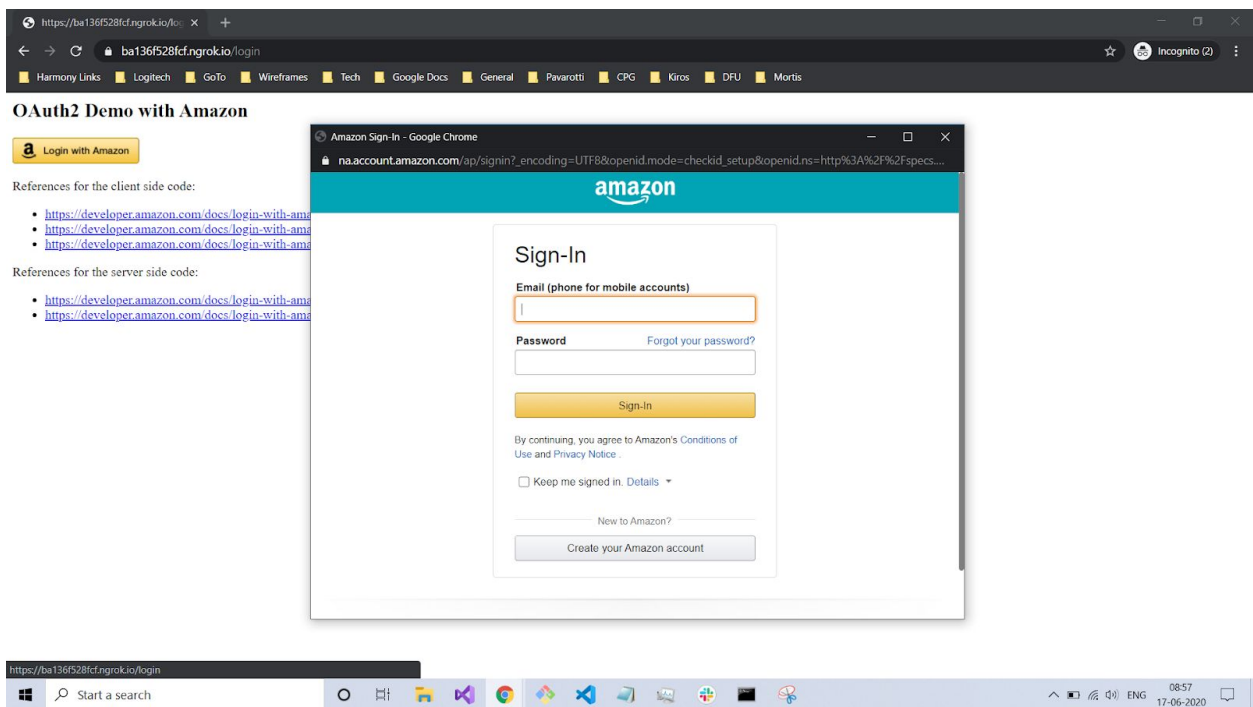 https://ba136f528fcf.ngrok.io/log
ba136f528fcf.ngrok.io/login
Incognito (2)
Harmony Links Logitech GoTo Wireframes Tech Google Docs General Pavarotti CPG Kiros DFU Mortis
OAuth2 Demo with Amazon
Login with Amazon
References for the client side code:
https://developer.amazon.com/docs/login-with-ama
https://developer.amazon.com/docs/login-with-ama
https://developer.amazon.com/docs/login-with-ama
References for the server side code:
https://developer.amazon.com/docs/login-with-ama
https://developer.amazon.com/docs/login-with-ama
Amazon Sign-In - Google Chrome
na.account.amazon.com/ap/signin?_encoding=UTF8&openid.mode=checkid_setup&openid.ns=http%3A%2F%2Fspecs....
amazon
Sign-In
Email (phone for mobile accounts)
Password Forgot your password?
Sign-In
By continuing, you agree to Amazon's Conditions of
Use and Privacy Notice .
Keep me signed in. Details
New to Amazon?
Create your Amazon account
https://ba136f528fcf.ngrok.io/login
Start a search
ENG
08:57
17-06-2020